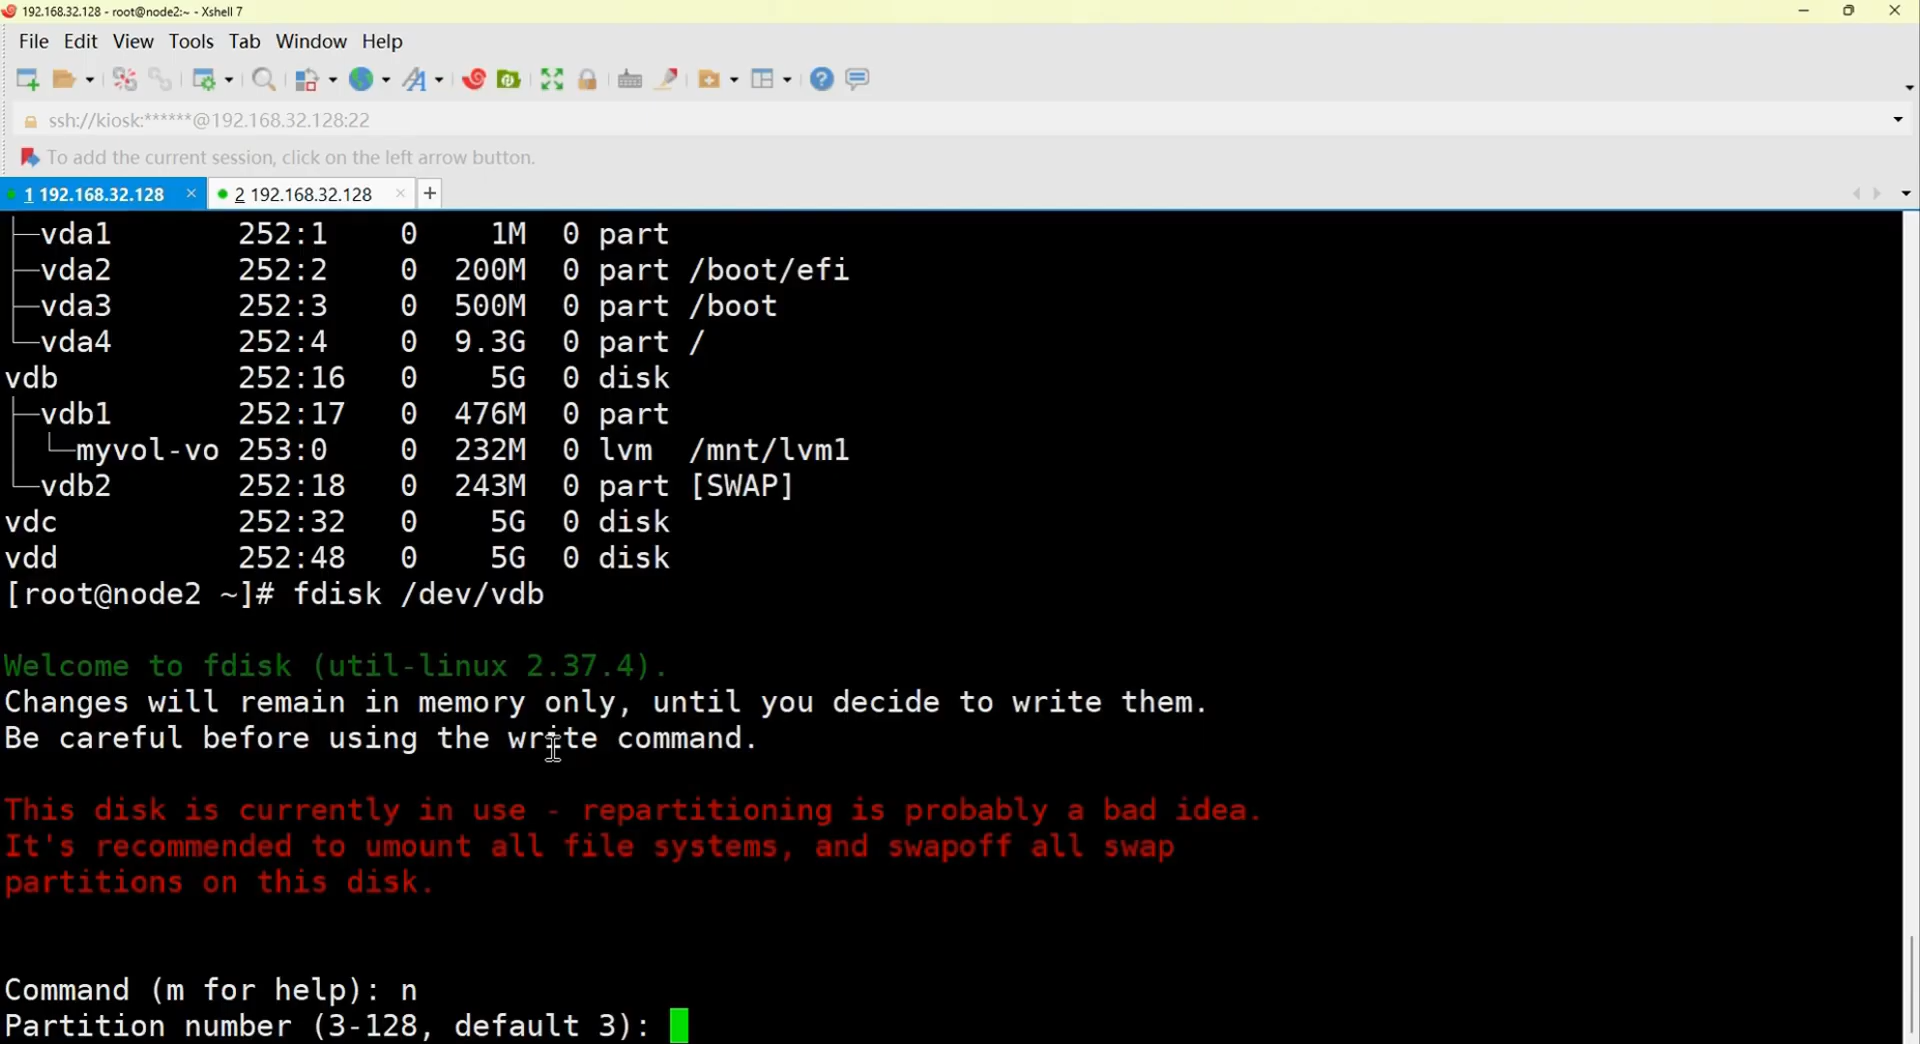 192.168.32.128 - root@node2:~ - Xshell 7
File Edit View Tools Tab Window Help
ssh://kiosk:******@192.168.32.128:22
To add the current session, click on the left arrow button.
1 192.168.32.128 × 2 192.168.32.128 × +
├─vda1 252:1 0 1M 0 part
├─vda2 252:2 0 200M 0 part /boot/efi
├─vda3 252:3 0 500M 0 part /boot
└─vda4 252:4 0 9.3G 0 part /
vdb 252:16 0 5G 0 disk
├─vdb1 252:17 0 476M 0 part
│ └─myvol-vo 253:0 0 232M 0 lvm /mnt/lvm1
└─vdb2 252:18 0 243M 0 part [SWAP]
vdc 252:32 0 5G 0 disk
vdd 252:48 0 5G 0 disk
[root@node2 ~]# fdisk /dev/vdb
Welcome to fdisk (util-linux 2.37.4).
Changes will remain in memory only, until you decide to write them.
Be careful before using the write command.
This disk is currently in use - repartitioning is probably a bad idea.
It's recommended to umount all file systems, and swapoff all swap
partitions on this disk.
Command (m for help): n
Partition number (3-128, default 3):